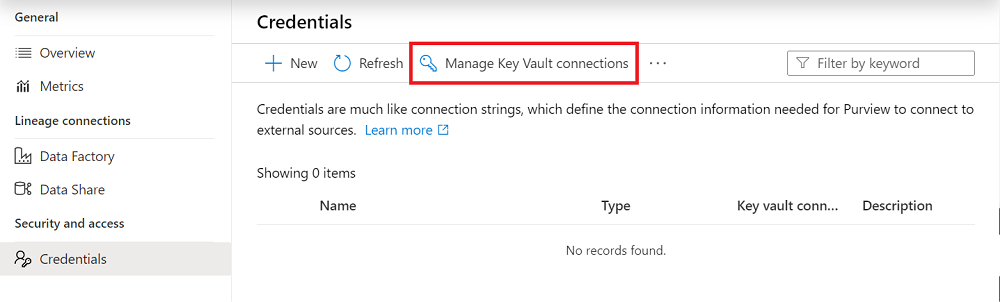 General
Overview
Metrics
Lineage connections
Data Factory
Data Share
Security and access
Credentials
Credentials
New Refresh Manage Key Vault connections ··· Filter by keyword
Credentials are much like connection strings, which define the connection information needed for Purview to connect to
external sources. Learn more
Showing 0 items
Name Type Key vault conn... Description
No records found.